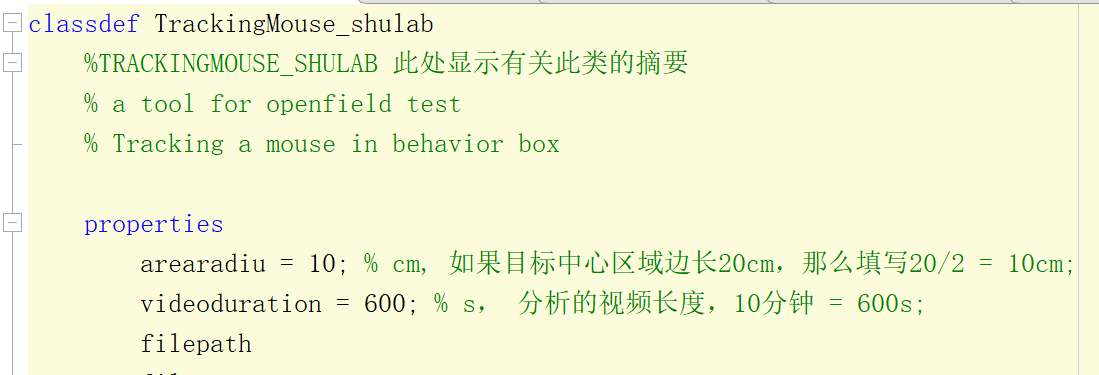 classdef TrackingMouse_shulab
%TRACKINGMOUSE_SHULAB 此处显示有关此类的摘要
% a tool for openfield test
% Tracking a mouse in behavior box
properties
arearadiu = 10; % cm, 如果目标中心区域边长20cm，那么填写20/2 = 10cm;
videoduration = 600; % s， 分析的视频长度，10分钟 = 600s;
filepath